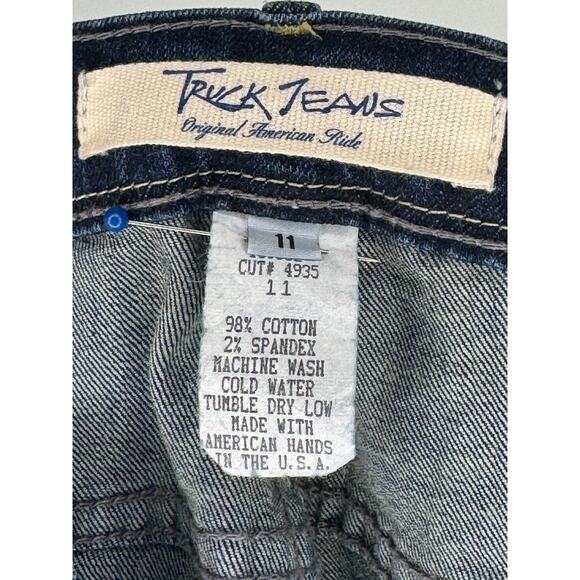 TRUCK JEANS
Original American Ride
11
CUT# 4935
11
98% COTTON
2% SPANDEX
MACHINE WASH
COLD WATER
TUMBLE DRY LOW
MADE WITH
AMERICAN HANDS
IN THE U.S.A.